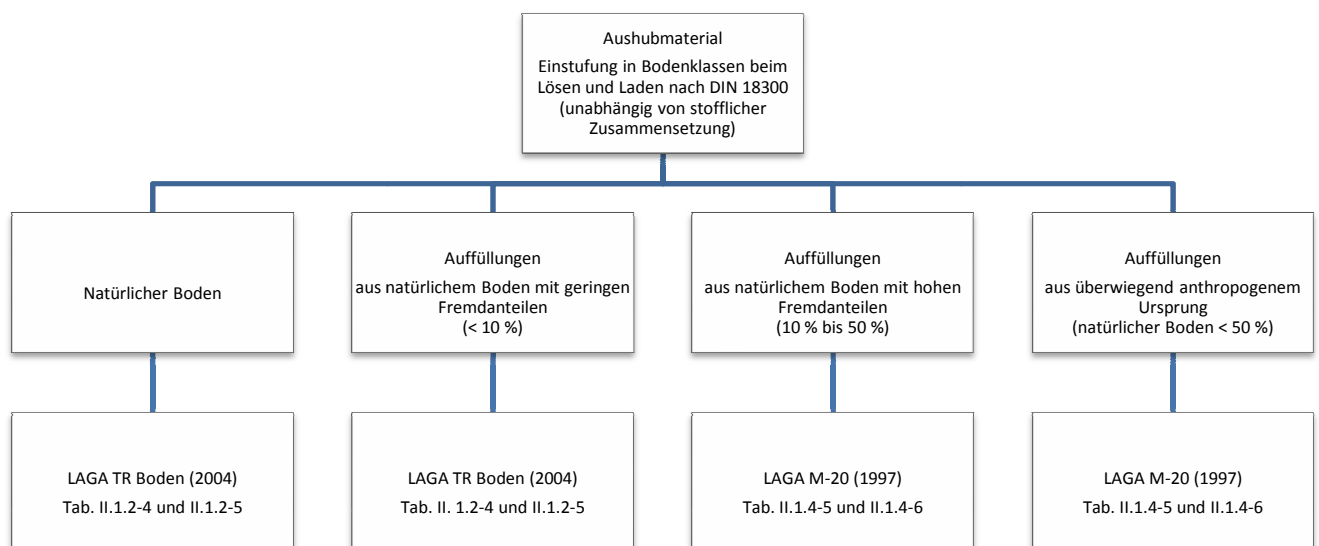 Aushubmaterial
Einstufung in Bodenklassen beim
Lösen und Laden nach DIN 18300
(unabhängig von stofflicher
Zusammensetzung)
Natürlicher Boden
Auffüllungen
aus natürlichem Boden mit geringen
Fremdanteilen
(< 10 %)
Auffüllungen
aus natürlichem Boden mit hohen
Fremdanteilen
(10 % bis 50 %)
Auffüllungen
aus überwiegend anthropogenem
Ursprung
(natürlicher Boden < 50 %)
LAGA TR Boden (2004)
Tab. II.1.2-4 und II.1.2-5
LAGA TR Boden (2004)
Tab. II. 1.2-4 und II.1.2-5
LAGA M-20 (1997)
Tab. II.1.4-5 und II.1.4-6
LAGA M-20 (1997)
Tab. II.1.4-5 und II.1.4-6